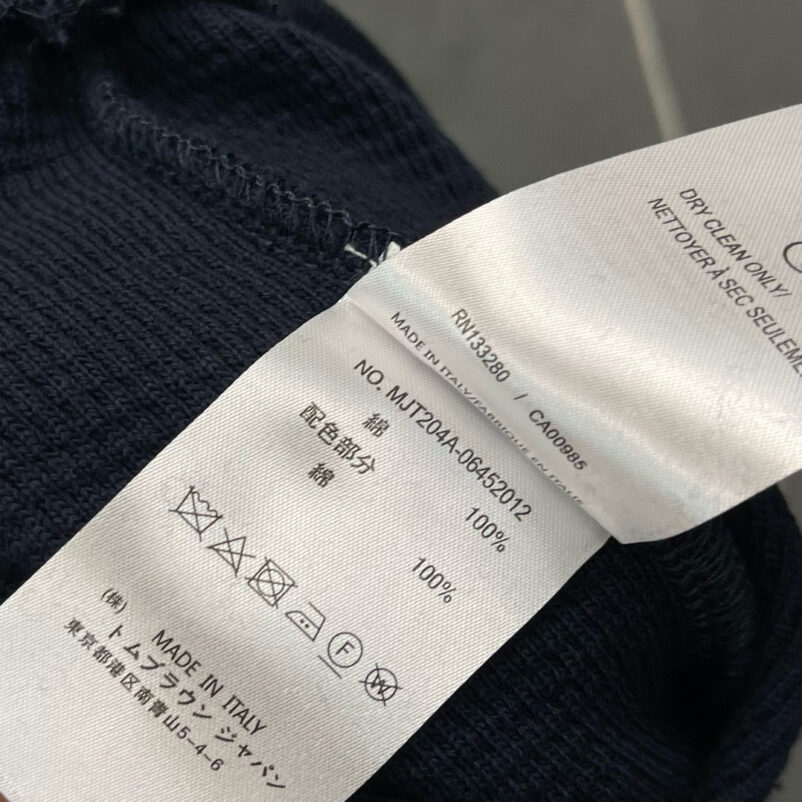 DRY CLEAN ONLY/
NETTOYER À SEC SEULEME
RN133280 / CA00985
MADE IN ITALY/FABRIQUE EN ITALIE
NO. MJT204A-06452012
綿 100%
配色部分
綿 100%
F
W
MADE IN ITALY
(株) トムブラウン ジャパン
東京都港区南青山5-4-6